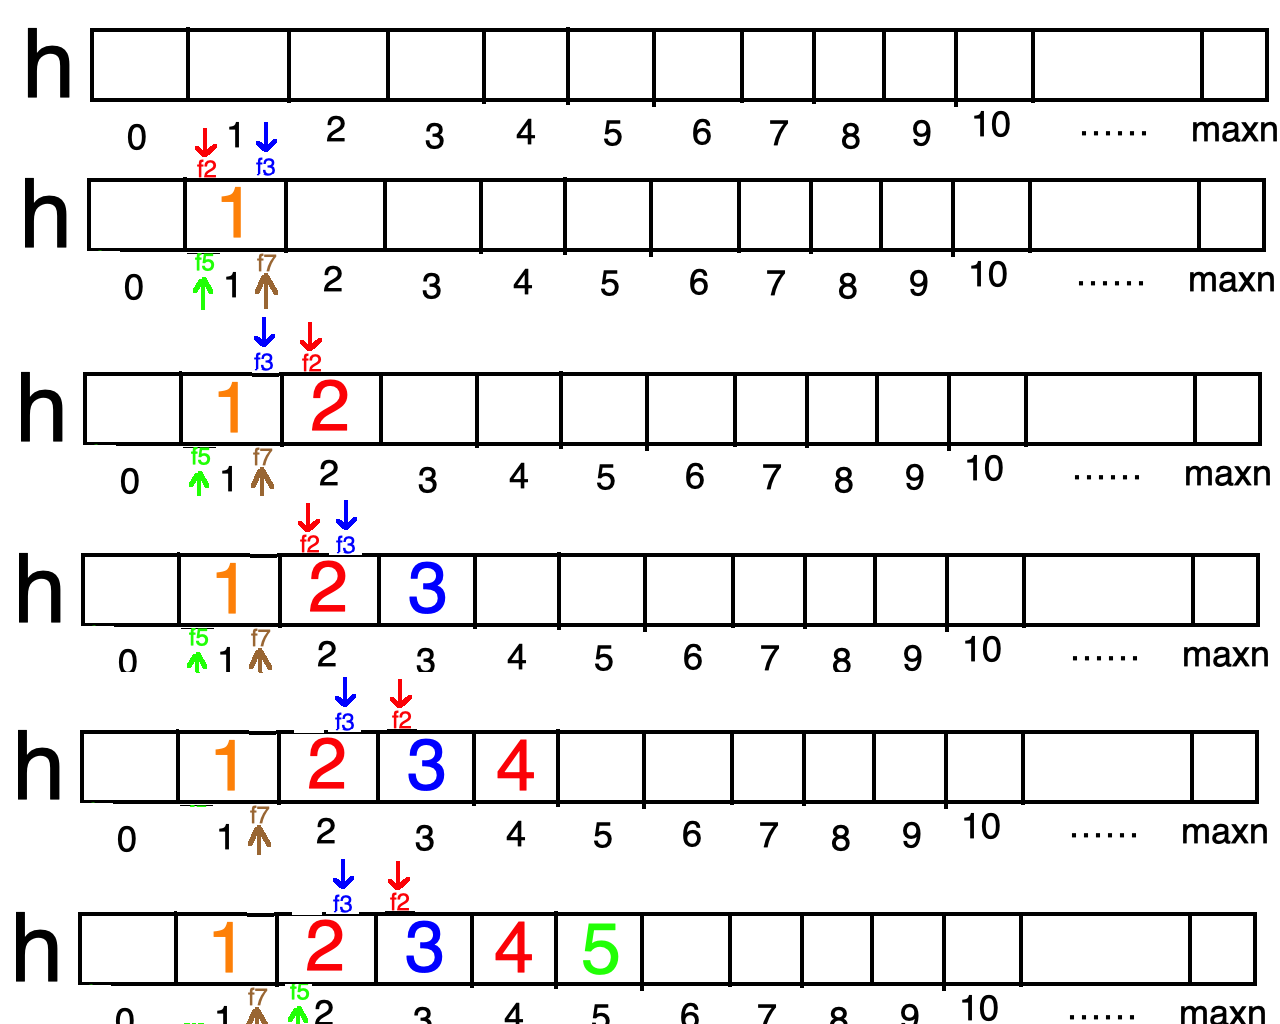 h
0 1 2 3 4 5 6 7 8 9 10 ...... maxn
f2 f3
h 1
f5 f7
0 1 2 3 4 5 6 7 8 9 10 ...... maxn
f3 f2
h 1 2
f5 f7
0 1 2 3 4 5 6 7 8 9 10 ...... maxn
f2 f3
h 1 2 3
f5 f7
0 1 2 3 4 5 6 7 8 9 10 ...... maxn
f3 f2
h 1 2 3 4
f7
0 1 2 3 4 5 6 7 8 9 10 ...... maxn
f3 f2
h 1 2 3 4 5
f7 f5
0 1 2 3 4 5 6 7 8 9 10 ...... maxn